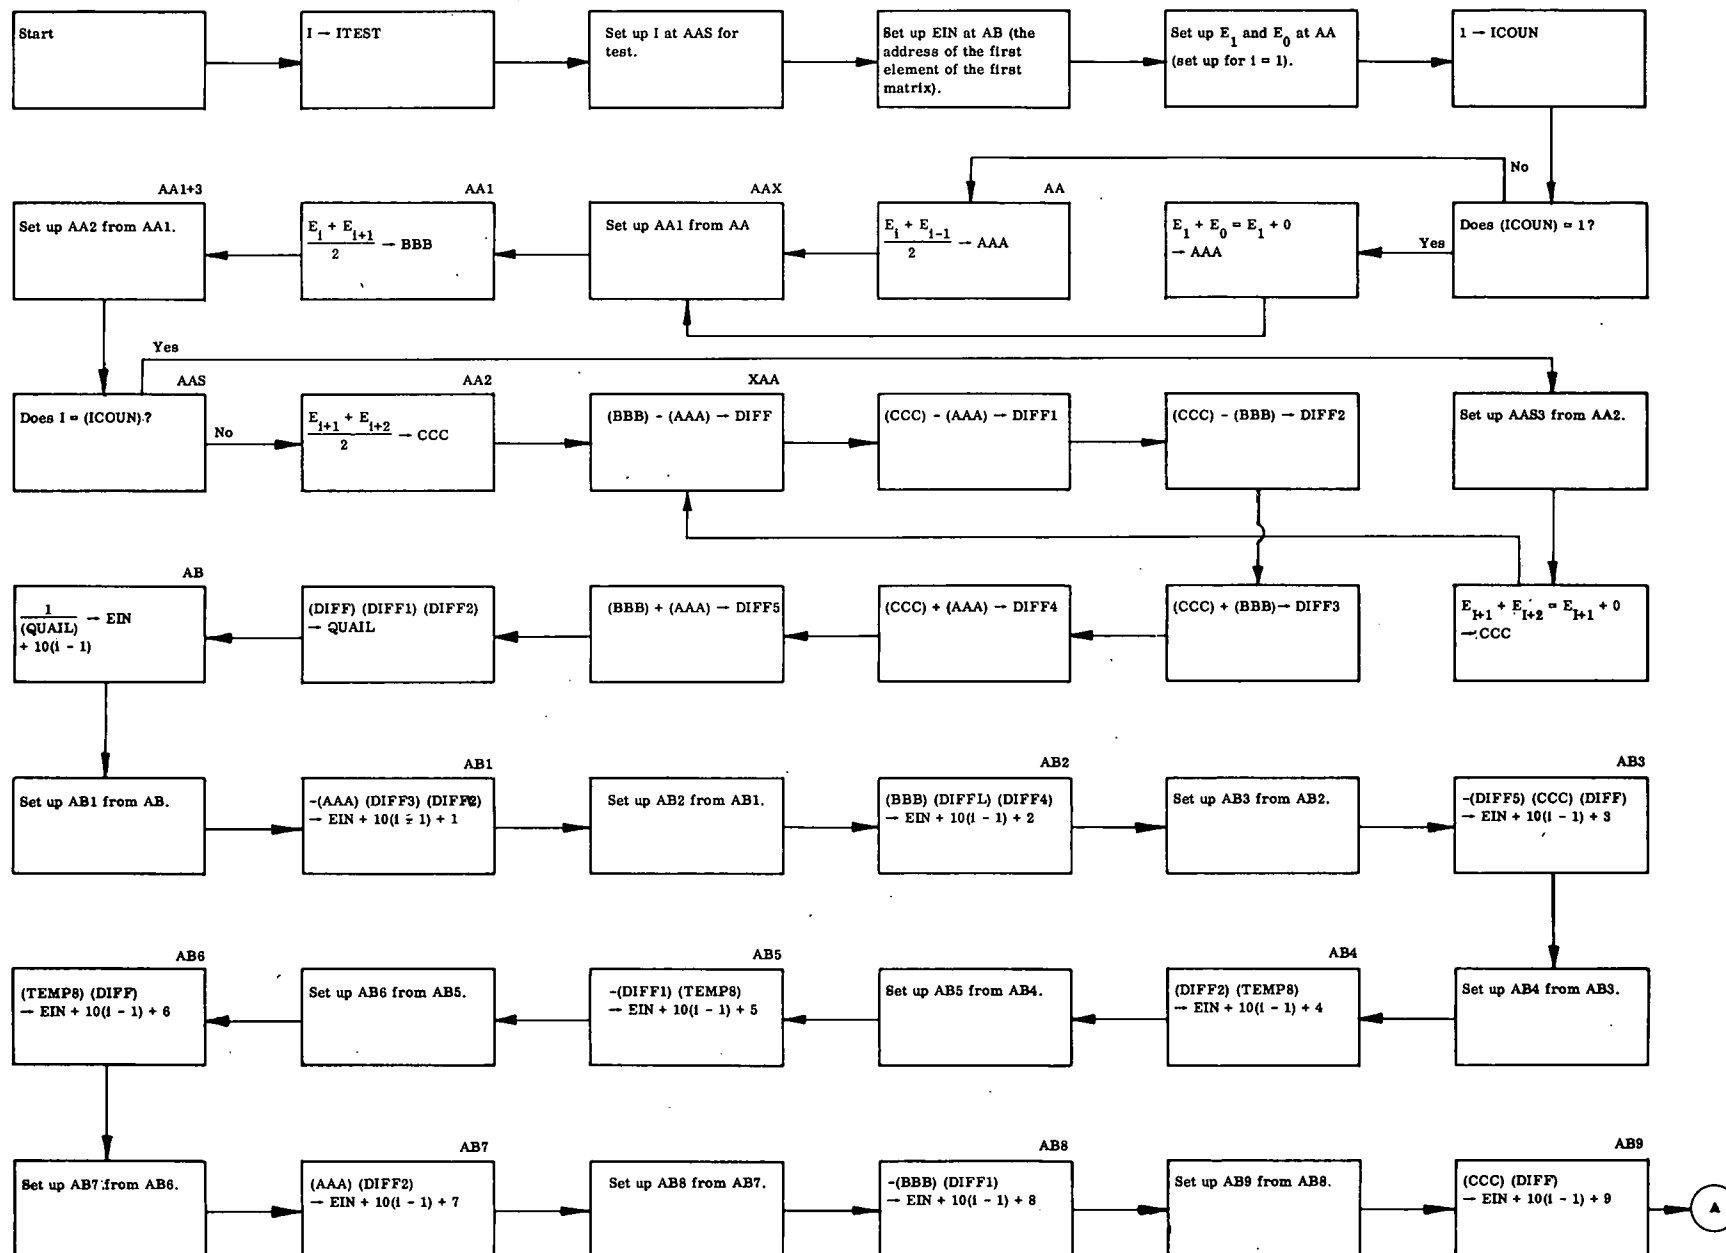 Start
I → ITEST
Set up I at AAS for
test.
Set up EIN at AB (the
address of the first
element of the first
matrix).
Set up E1 and E0 at AA
(set up for i = 1).
1 → ICOUN
No
AA1+3
Set up AA2 from AA1.
AA1
Ei + Ei+1
2 → BBB
AAX
Set up AA1 from AA
AA
Ei + Ei-1
2 → AAA
E1 + E0 = E1 + 0
→ AAA
Yes
Does (ICOUN) = 1?
Yes
AAS
Does I = (ICOUN)?
No
AA2
Ei+1 + Ei+2
2 → CCC
XAA
(BBB) - (AAA) → DIFF
(CCC) - (AAA) → DIFF1
(CCC) - (BBB) → DIFF2
Set up AAS3 from AA2.
AB
1
(QUAIL) → EIN
+ 10(i - 1)
(DIFF) (DIFF1) (DIFF2)
→ QUAIL
(BBB) + (AAA) → DIFF5
(CCC) + (AAA) → DIFF4
(CCC) + (BBB) → DIFF3
EI+1 + EI+2 = EI+1 + 0
→ CCC
Set up AB1 from AB.
AB1
-(AAA) (DIFF3) (DIFF2)
→ EIN + 10(i - 1) + 1
Set up AB2 from AB1.
AB2
(BBB) (DIFFL) (DIFF4)
→ EIN + 10(i - 1) + 2
Set up AB3 from AB2.
AB3
-(DIFF5) (CCC) (DIFF)
→ EIN + 10(i - 1) + 3
AB6
(TEMP8) (DIFF)
→ EIN + 10(i - 1) + 6
Set up AB6 from AB5.
AB5
-(DIFF1) (TEMP8)
→ EIN + 10(i - 1) + 5
Set up AB5 from AB4.
AB4
(DIFF2) (TEMP8)
→ EIN + 10(i - 1) + 4
Set up AB4 from AB3.
Set up AB7 from AB6.
AB7
(AAA) (DIFF2)
→ EIN + 10(i - 1) + 7
Set up AB8 from AB7.
AB8
-(BBB) (DIFF1)
→ EIN + 10(i - 1) + 8
Set up AB9 from AB8.
AB9
(CCC) (DIFF)
→ EIN + 10(i - 1) + 9
A